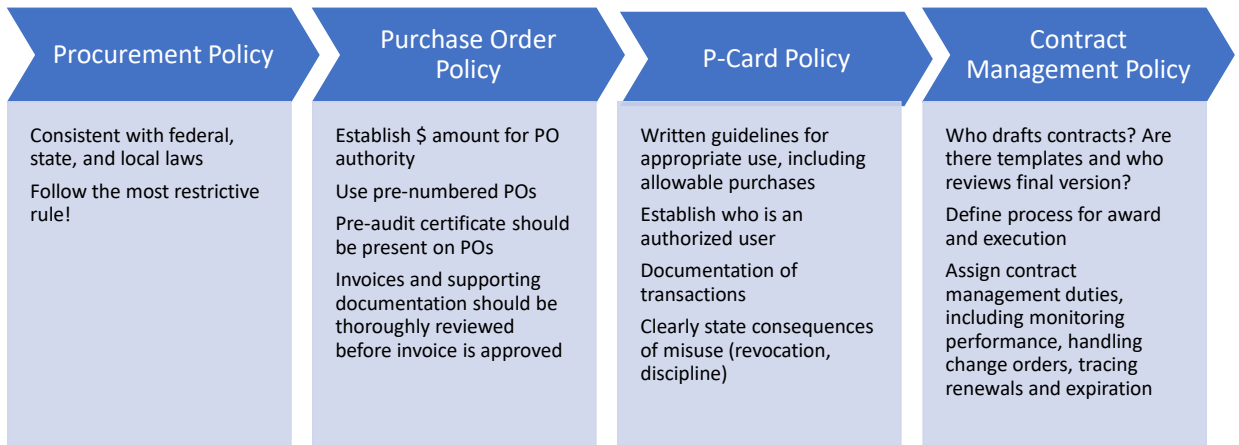 Procurement Policy
Consistent with federal,
state, and local laws
Follow the most restrictive
rule!
Purchase Order
Policy
Establish $ amount for PO
authority
Use pre-numbered POs
Pre-audit certificate should
be present on POs
Invoices and supporting
documentation should be
thoroughly reviewed
before invoice is approved
P-Card Policy
Written guidelines for
appropriate use, including
allowable purchases
Establish who is an
authorized user
Documentation of
transactions
Clearly state consequences
of misuse (revocation,
discipline)
Contract
Management Policy
Who drafts contracts? Are
there templates and who
reviews final version?
Define process for award
and execution
Assign contract
management duties,
including monitoring
performance, handling
change orders, tracing
renewals and expiration